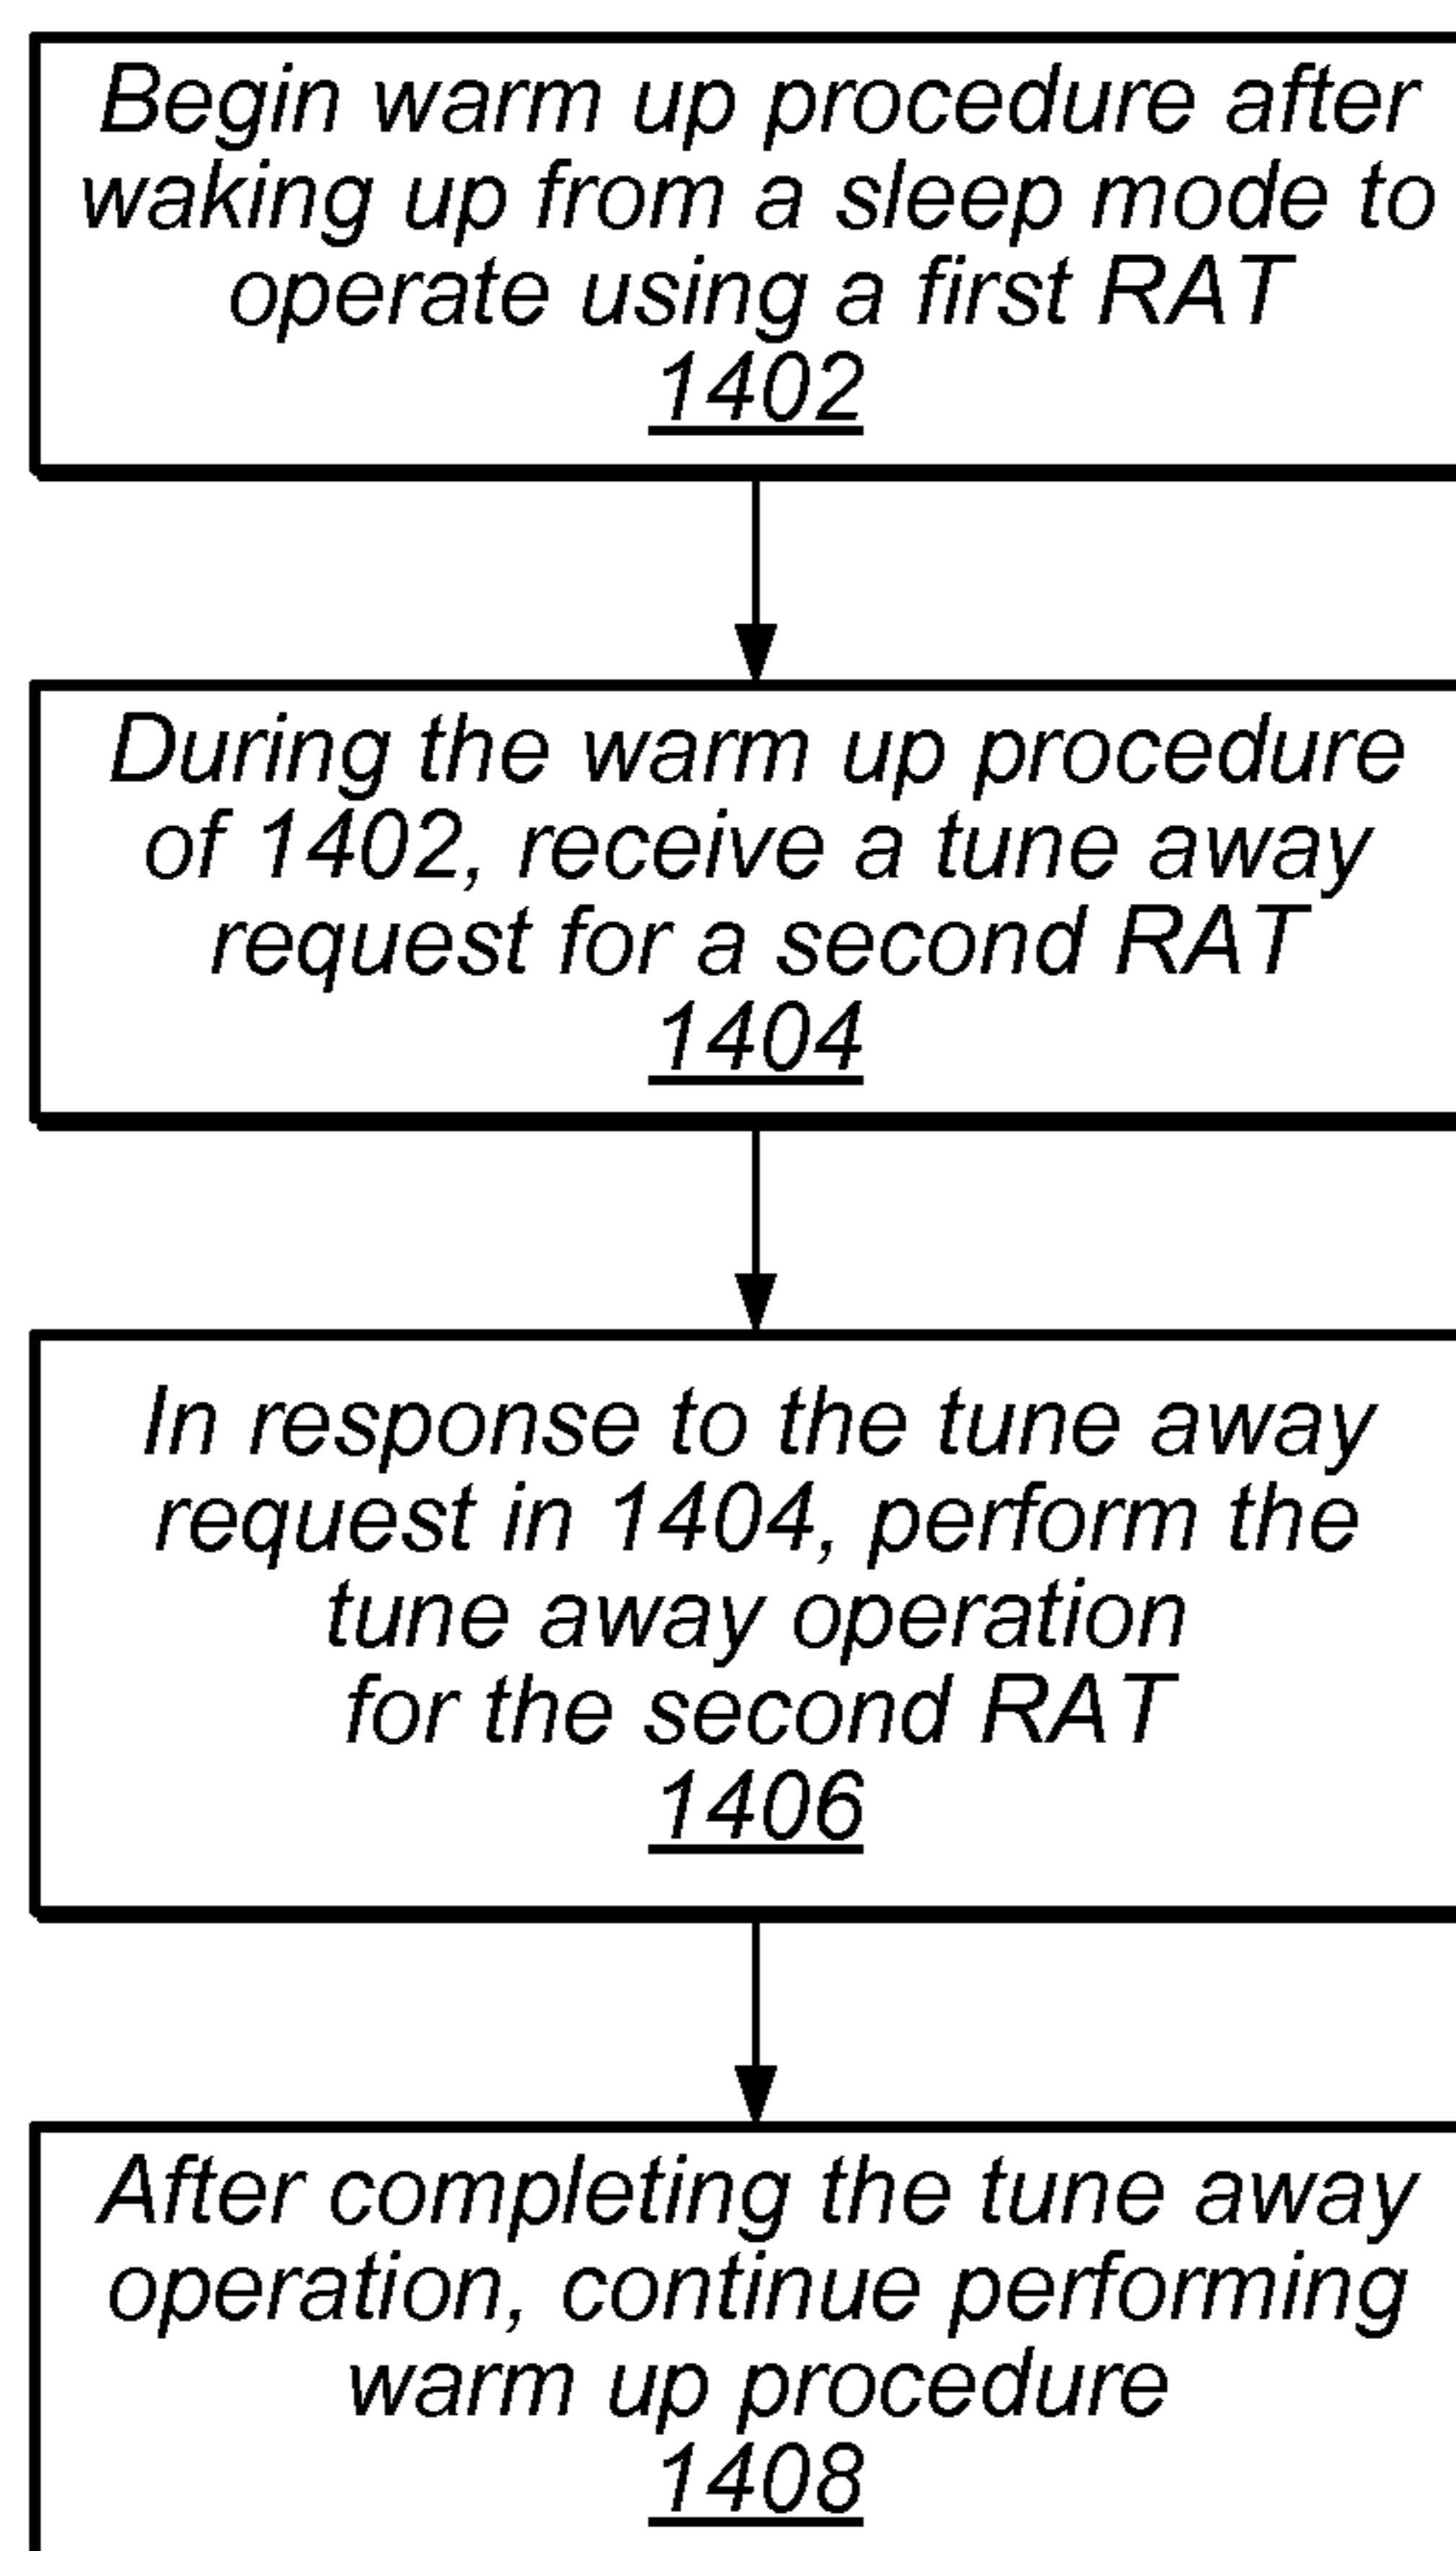 Begin warm up procedure after
waking up from a sleep mode to
operate using a first RAT
1402
During the warm up procedure
of 1402, receive a tune away
request for a second RAT
1404
In response to the tune away
request in 1404, perform the
tune away operation
for the second RAT
1406
After completing the tune away
operation, continue performing
warm up procedure
1408